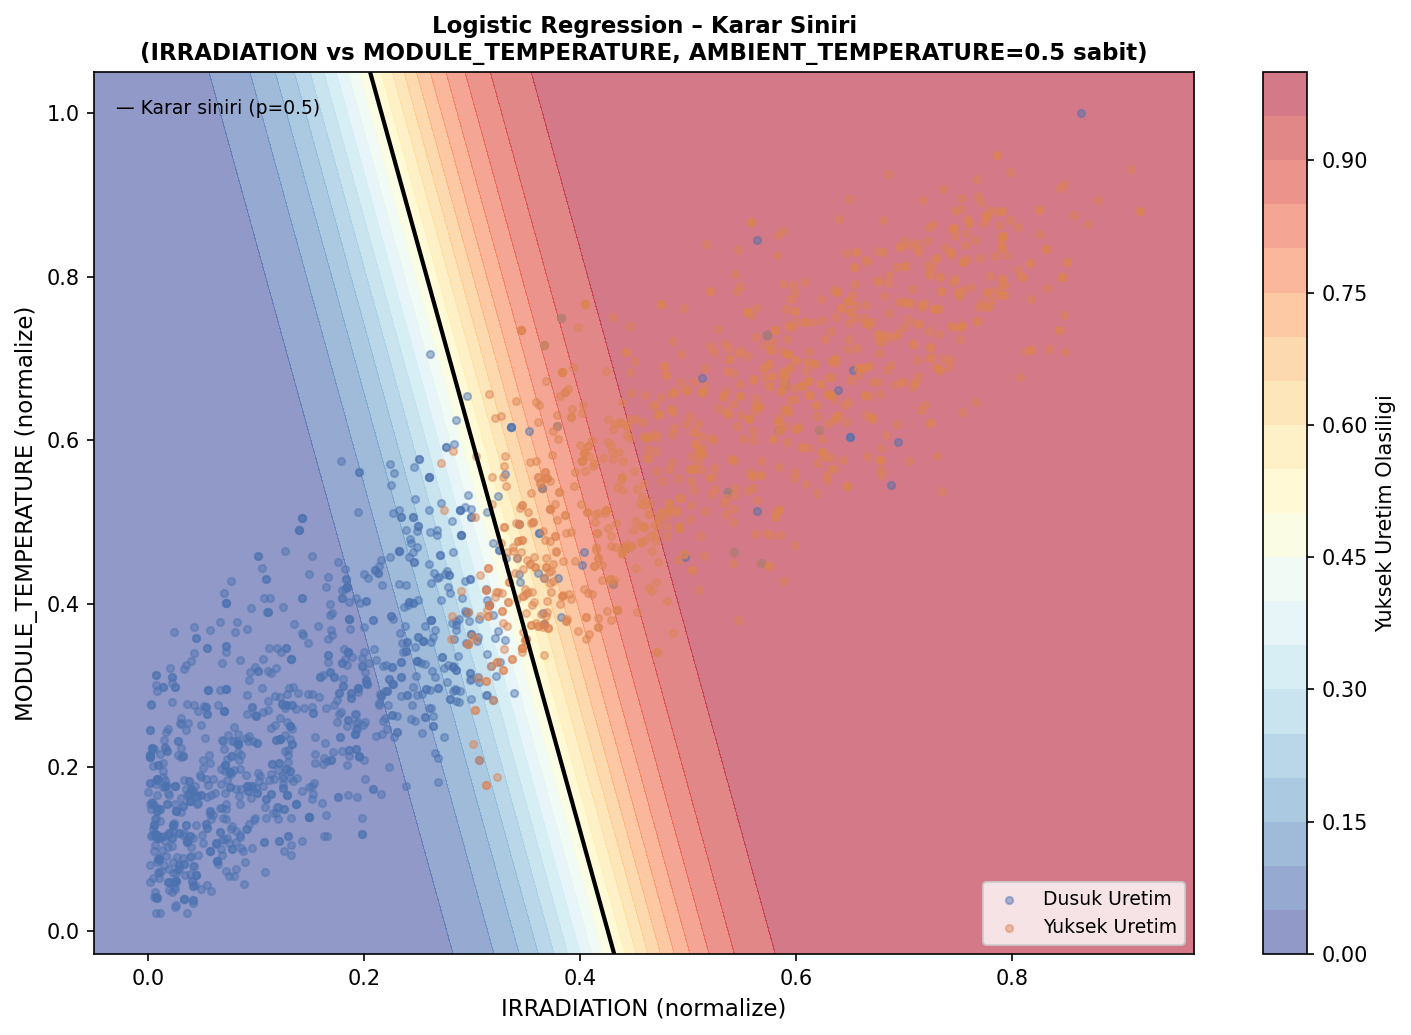 Logistic Regression – Karar Siniri
(IRRADIATION vs MODULE_TEMPERATURE, AMBIENT_TEMPERATURE=0.5 sabit)
— Karar siniri (p=0.5)
1.0
0.8
0.6
0.4
0.2
0.0
MODULE_TEMPERATURE (normalize)
0.0
0.2
0.4
0.6
0.8
IRRADIATION (normalize)
Dusuk Uretim
Yuksek Uretim
0.90
0.75
0.60
0.45
0.30
0.15
0.00
Yuksek Uretim Olasiligi